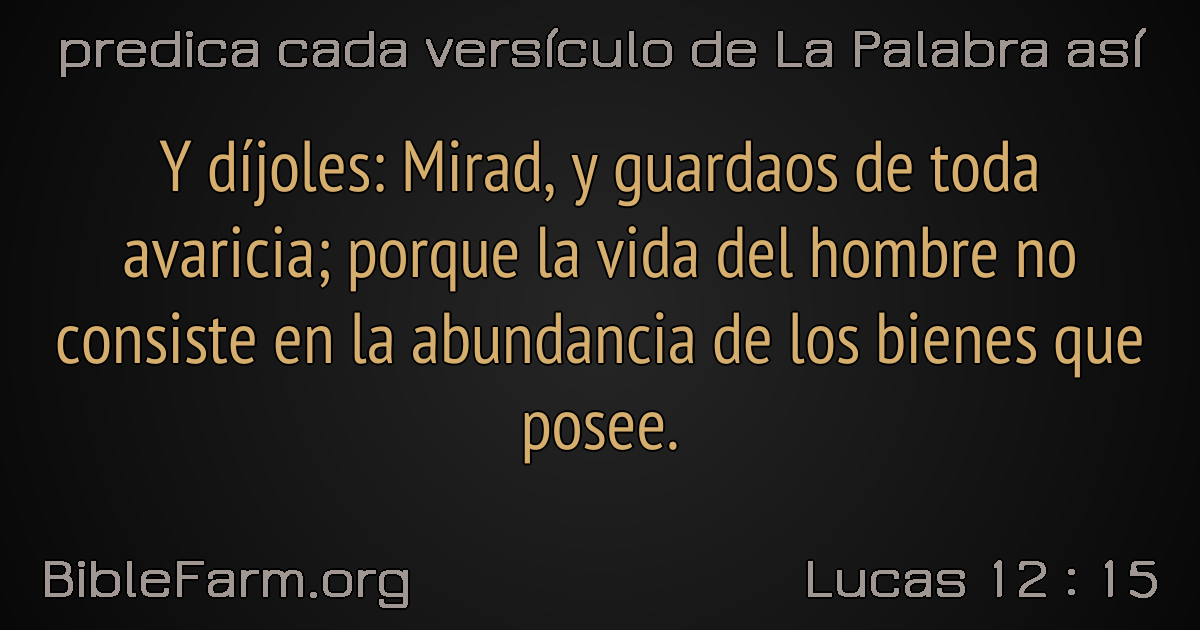 predica cada versículo de La Palabra así
Y díjoles: Mirad, y guardaos de toda
avaricia; porque la vida del hombre no
consiste en la abundancia de los bienes que
posee.
BibleFarm.org
Lucas 12 : 15